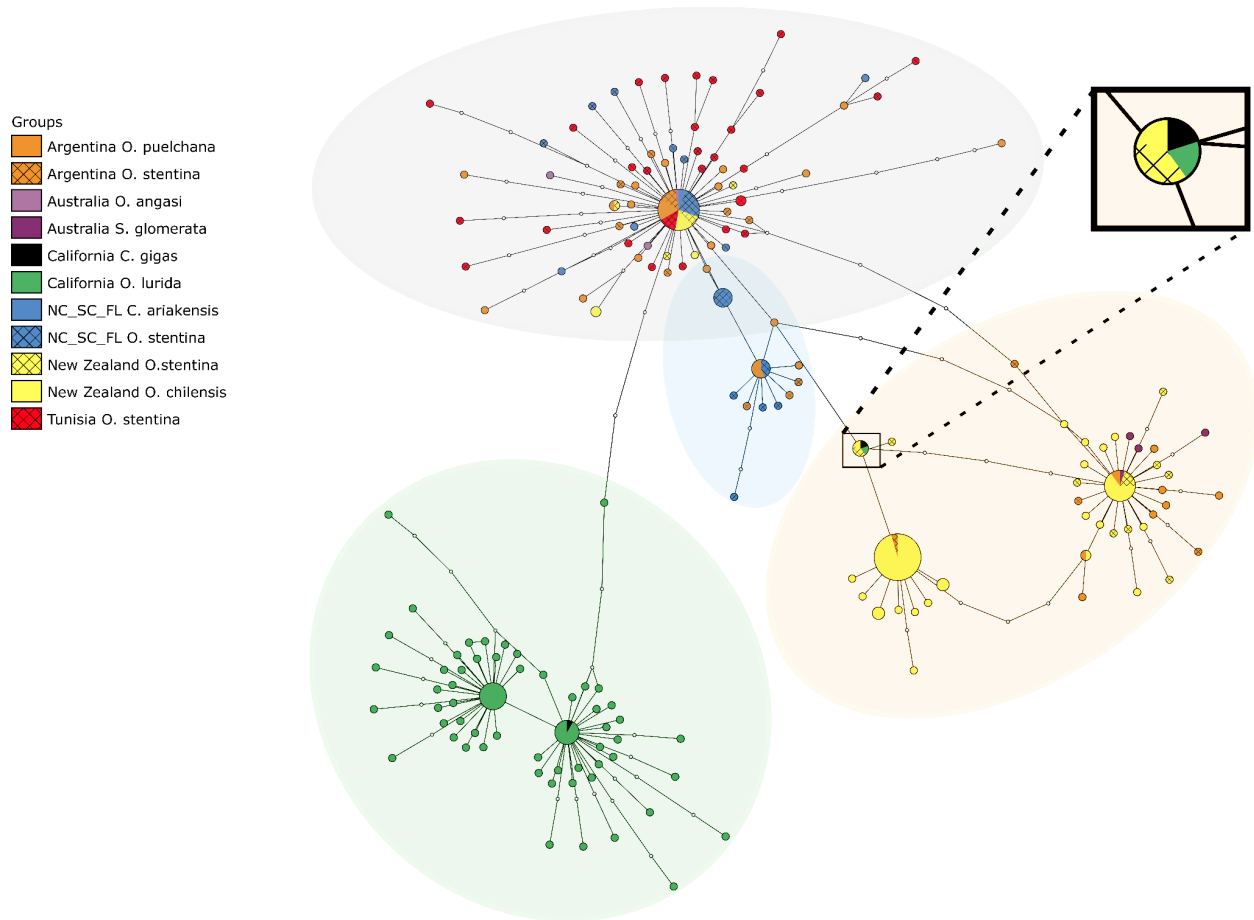 Groups
Argentina O. puelchana
Argentina O. stentina
Australia O. angasi
Australia S. glomerata
California C. gigas
California O. lurida
NC_SC_FL C. ariakensis
NC_SC_FL O. stentina
New Zealand O.stentina
New Zealand O. chilensis
Tunisia O. stentina